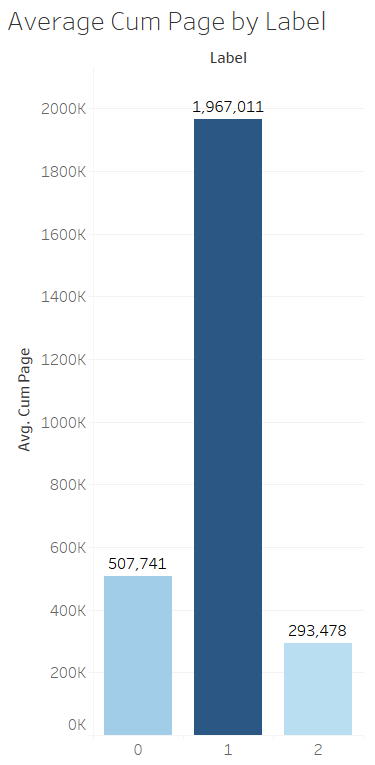 Average Cum Page by Label
Label
2000K
1,967,011
1800K
1600K
1400K
1200K
Avg. Cum Page
1000K
800K
600K
507,741
400K
293,478
200K
0K
0 1 2